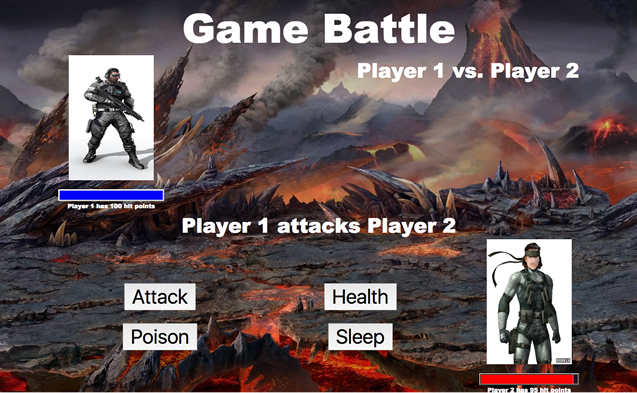 Game Battle
Player 1 vs. Player 2
Player 1 has 100 hit points
Player 1 attacks Player 2
Attack
Health
Poison
Sleep
Player 2 has 95 hit points